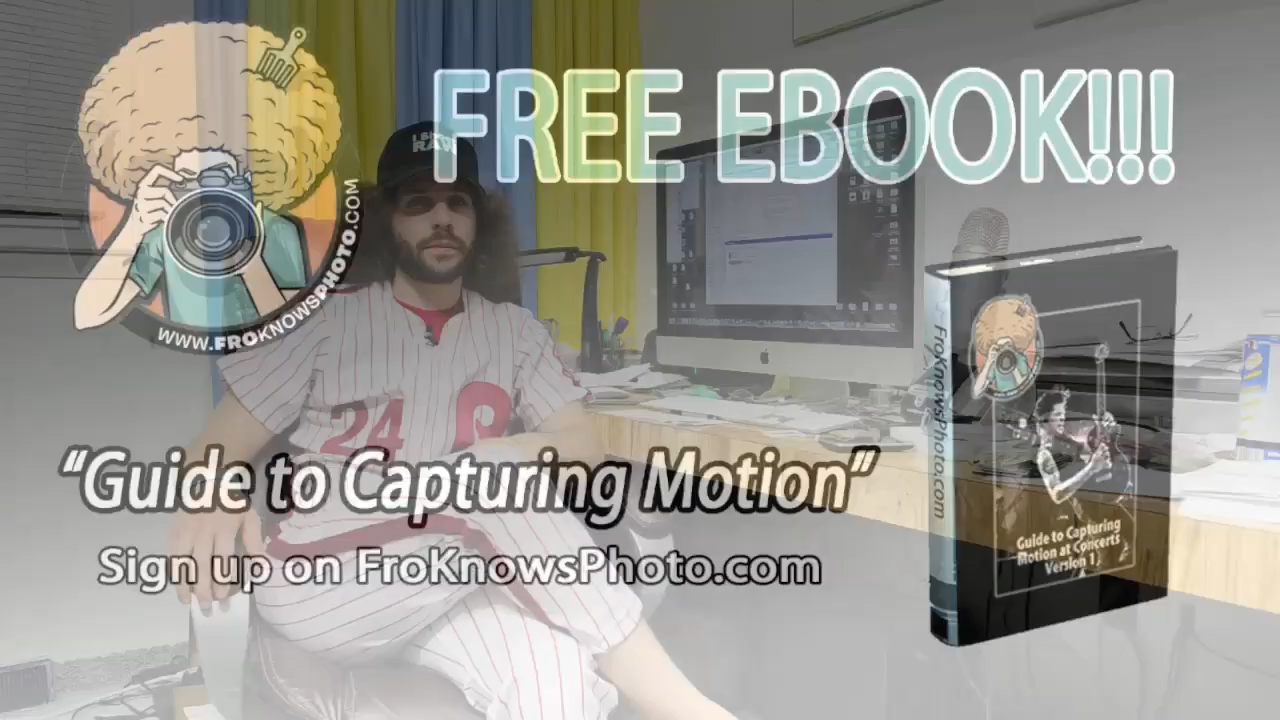 FREE EBOOK!!!
RAW
WWW.FROKNOWSPHOTO.COM
24
P
"Guide to Capturing Motion"
Sign up on FroKnowsPhoto.com
FroKnowsPhoto.com
Guide to Capturing
Motion at Concerts
Version 1